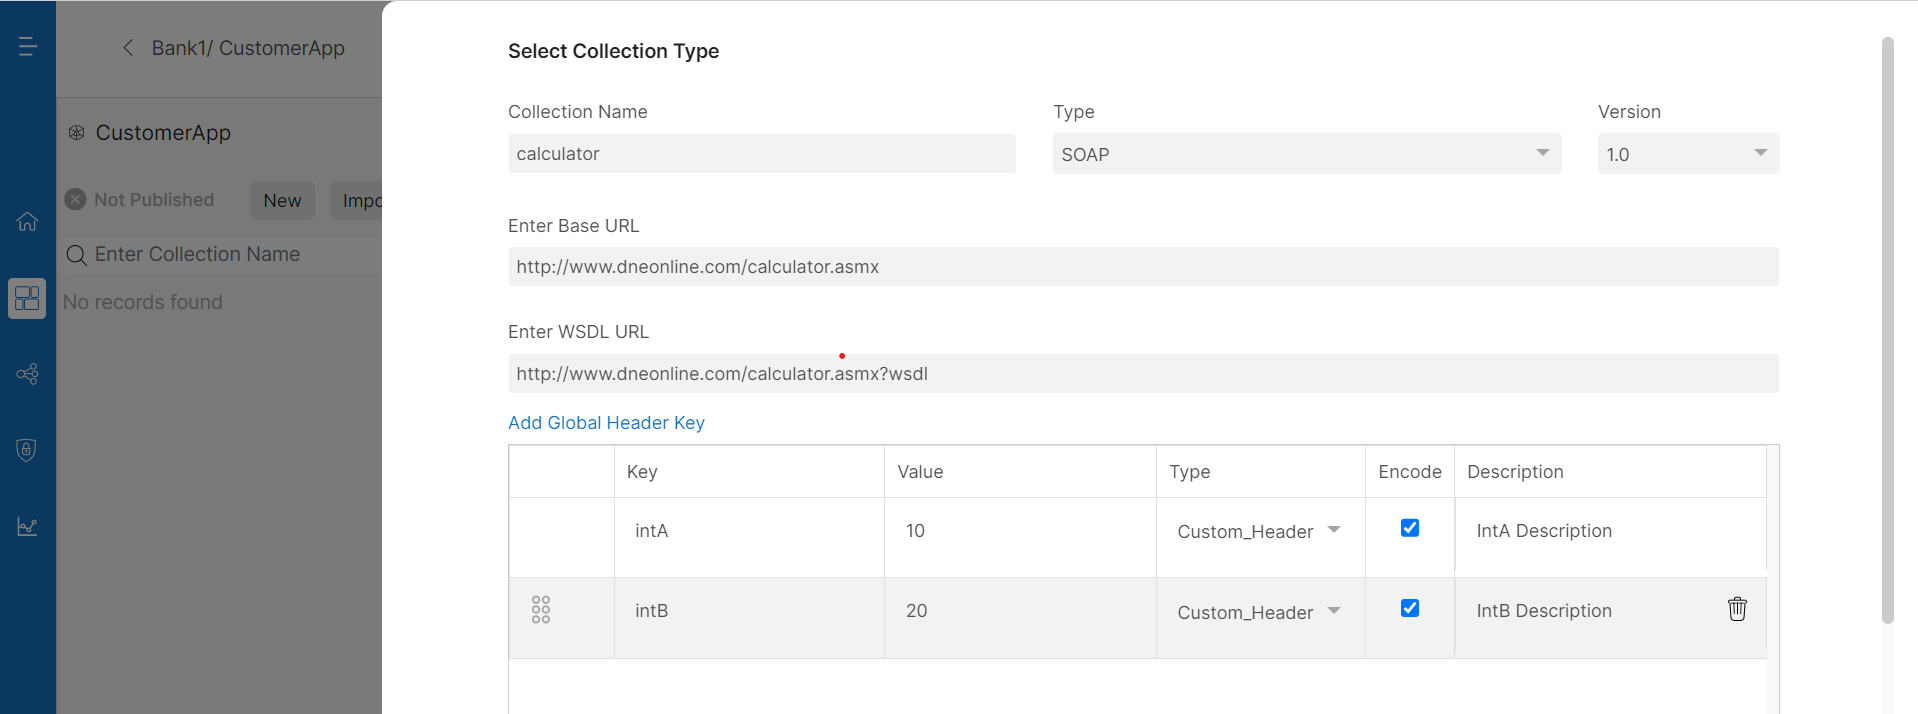 Bank1/ CustomerApp
CustomerApp
Not Published
New
Impo
Enter Collection Name
No records found
Select Collection Type
Collection Name
Type
Version
calculator
SOAP
1.0
Enter Base URL
http://www.dneonline.com/calculator.asmx
Enter WSDL URL
http://www.dneonline.com/calculator.asmx?wsdl
Add Global Header Key
Key Value Type Encode Description
intA 10 Custom_Header IntA Description
intB 20 Custom_Header IntB Description